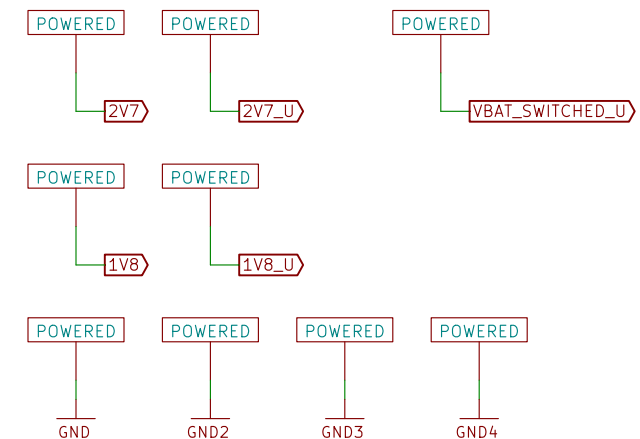 POWERED POWERED POWERED
2V7 2V7_U VBAT_SWITCHED_U
POWERED POWERED
1V8 1V8_U
POWERED POWERED POWERED POWERED
GND GND2 GND3 GND4